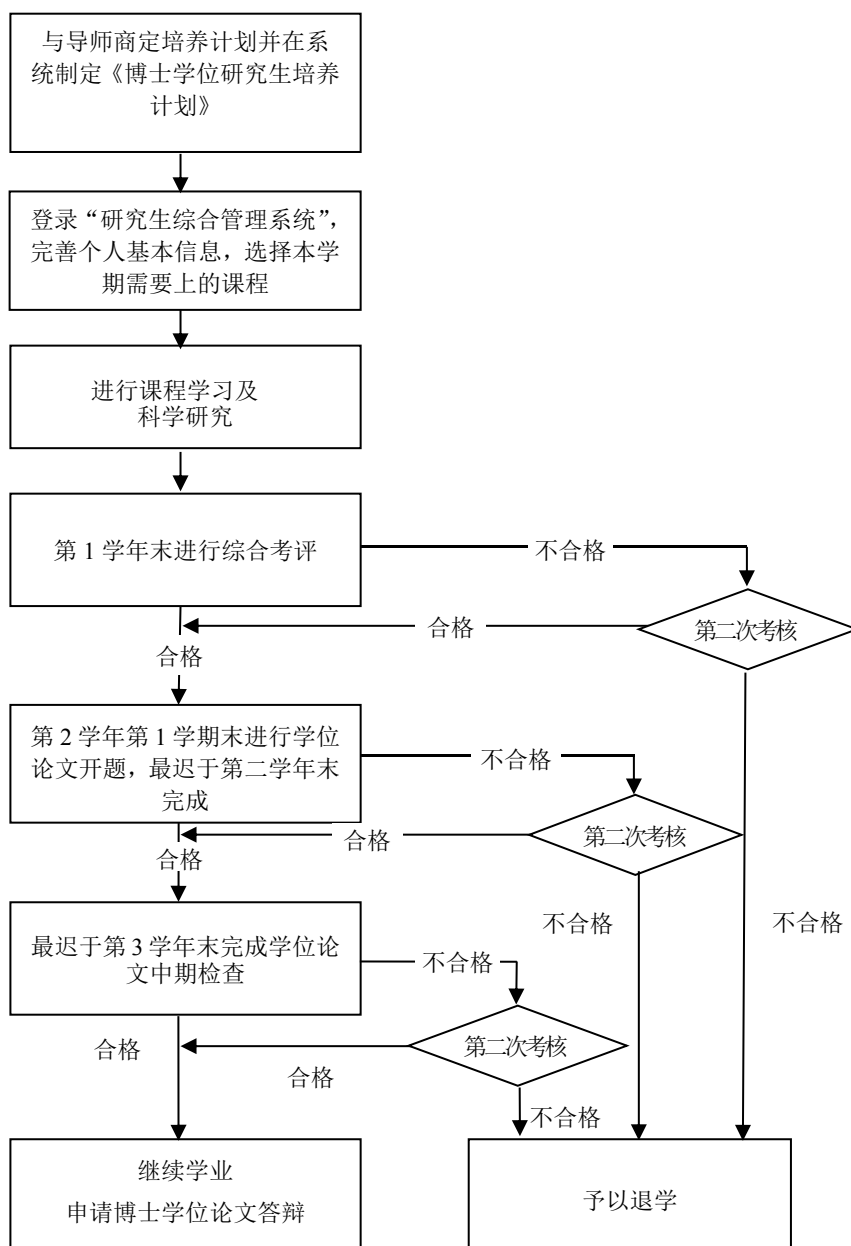 与导师商定培养计划并在系
统制定《博士学位研究生培养
计划》
登录“研究生综合管理系统”，
完善个人基本信息，选择本学
期需要上的课程
进行课程学习及
科学研究
第 1 学年末进行综合考评
不合格
第二次考核
合格
合格
第 2 学年第 1 学期末进行学位
论文开题，最迟于第二学年末
完成
不合格
第二次考核
合格
合格
不合格
不合格
最迟于第 3 学年末完成学位论
文中期检查
不合格
第二次考核
合格
合格
不合格
继续学业
申请博士学位论文答辩
予以退学